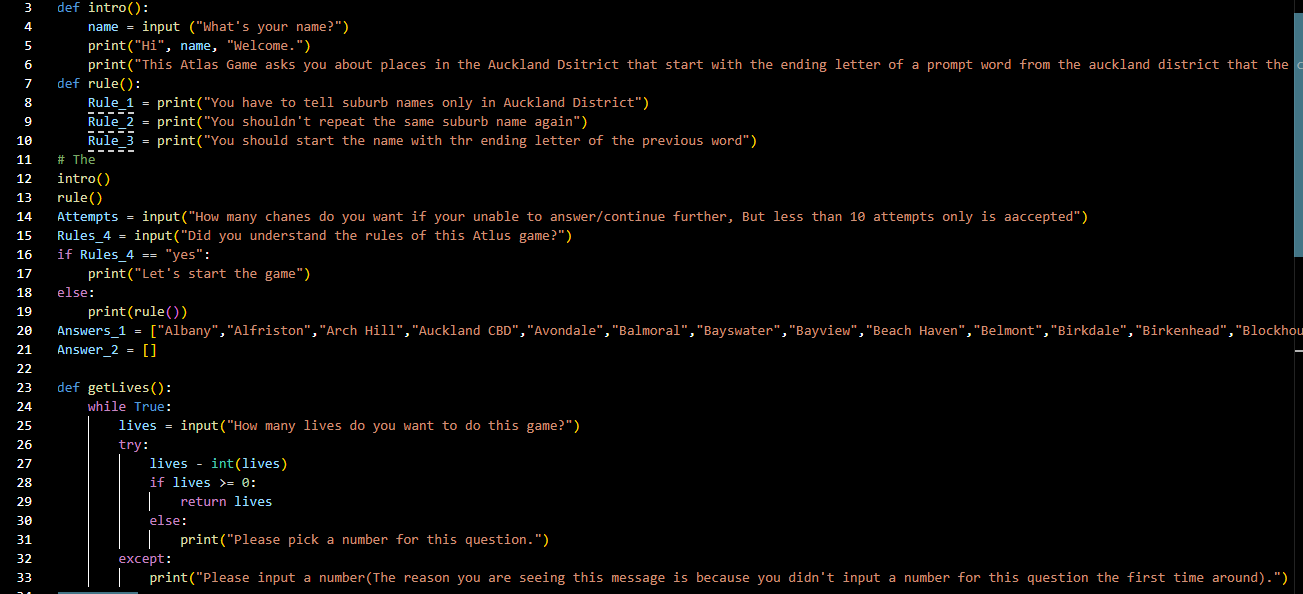 3 def intro():
4 name = input ("What's your name?")
5 print("Hi", name, "Welcome.")
6 print("This Atlas Game asks you about places in the Auckland Dsitrict that start with the ending letter of a prompt word from the auckland district that the c
7 def rule():
8 Rule_1 = print("You have to tell suburb names only in Auckland District")
9 Rule_2 = print("You shouldn't repeat the same suburb name again")
10 Rule_3 = print("You should start the name with thr ending letter of the previous word")
11 # The
12 intro()
13 rule()
14 Attempts = input("How many chanes do you want if your unable to answer/continue further, But less than 10 attempts only is aaccepted")
15 Rules_4 = input("Did you understand the rules of this Atlus game?")
16 if Rules_4 == "yes":
17 print("Let's start the game")
18 else:
19 print(rule())
20 Answers_1 = ["Albany","Alfriston","Arch Hill","Auckland CBD","Avondale","Balmoral","Bayswater","Bayview","Beach Haven","Belmont","Birkdale","Birkenhead","Blockhou
21 Answer_2 = []
22
23 def getLives():
24 while True:
25 lives = input("How many lives do you want to do this game?")
26 try:
27 lives - int(lives)
28 if lives >= 0:
29 return lives
30 else:
31 print("Please pick a number for this question.")
32 except:
33 print("Please input a number(The reason you are seeing this message is because you didn't input a number for this question the first time around).")